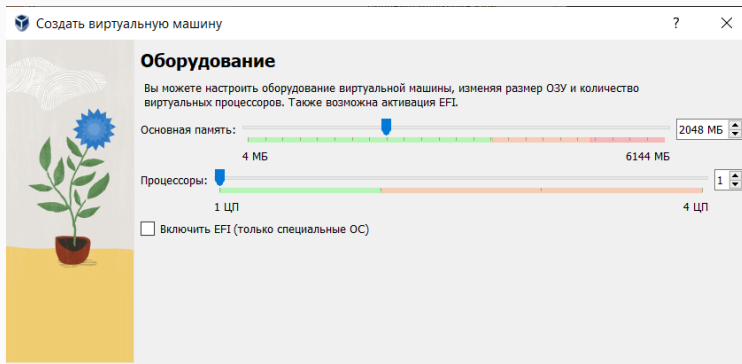 Создать виртуальную машину
?
Оборудование
Вы можете настроить оборудование виртуальной машины, изменяя размер ОЗУ и количество
виртуальных процессоров. Также возможна активация EFI.
Основная память:
2048 МБ
4 МБ
6144 МБ
Процессоры:
1
1 ЦП
4 ЦП
Включить EFI (только специальные ОС)